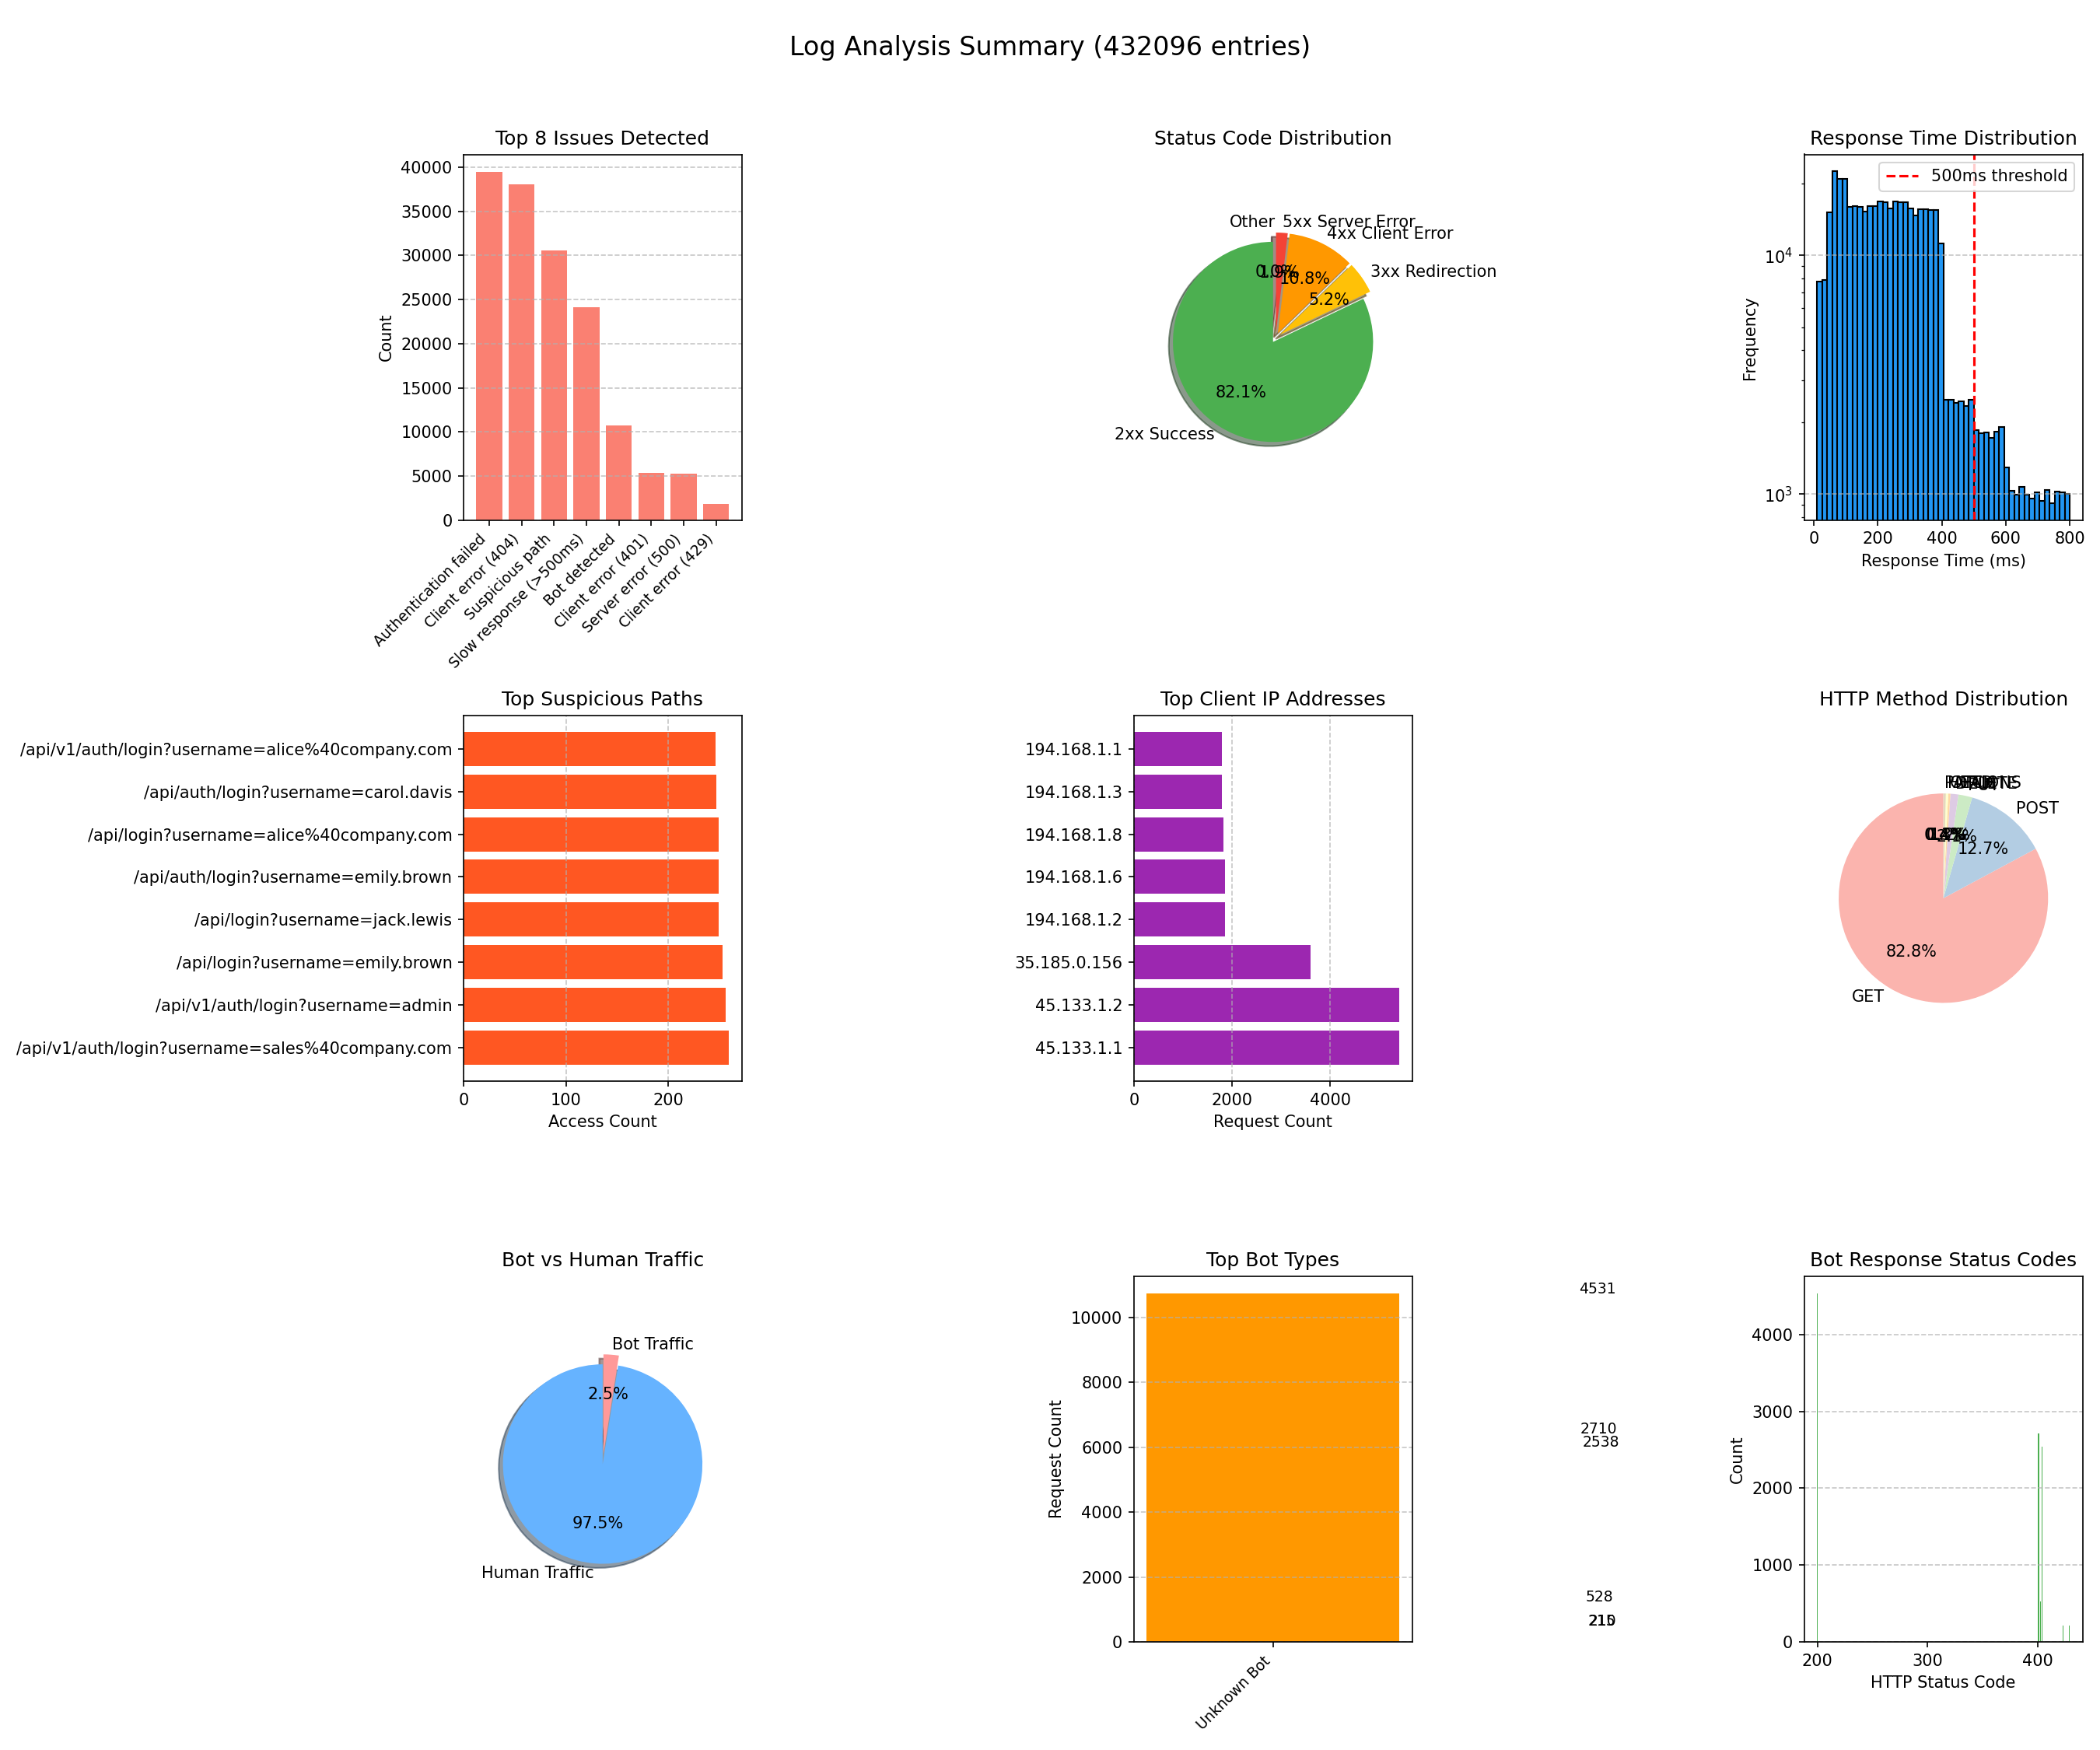 Log Analysis Summary (432096 entries)
Top 8 Issues Detected
Count
40000
35000
30000
25000
20000
15000
10000
5000
0
Authentication failed
Client error (404)
Suspicious path
Slow response (>500ms)
Bot detected
Client error (401)
Server error (500)
Client error (429)
Status Code Distribution
Other
5xx Server Error
4xx Client Error
3xx Redirection
2xx Success
0.0%
1.9%
10.8%
5.2%
82.1%
Response Time Distribution
500ms threshold
Frequency
10⁴
10³
0 200 400 600 800
Response Time (ms)
Top Suspicious Paths
/api/v1/auth/login?username=alice%40company.com
/api/auth/login?username=carol.davis
/api/login?username=alice%40company.com
/api/auth/login?username=emily.brown
/api/login?username=jack.lewis
/api/login?username=emily.brown
/api/v1/auth/login?username=admin
/api/v1/auth/login?username=sales%40company.com
0 100 200
Access Count
Top Client IP Addresses
194.168.1.1
194.168.1.3
194.168.1.8
194.168.1.6
194.168.1.2
35.185.0.156
45.133.1.2
45.133.1.1
0 2000 4000
Request Count
HTTP Method Distribution
POST
12.7%
82.8%
GET
Bot vs Human Traffic
Bot Traffic
2.5%
97.5%
Human Traffic
Top Bot Types
Request Count
10000
8000
6000
4000
2000
0
Unknown Bot
4531
2710
2538
528
Bot Response Status Codes
Count
4000
3000
2000
1000
0
200 300 400
HTTP Status Code